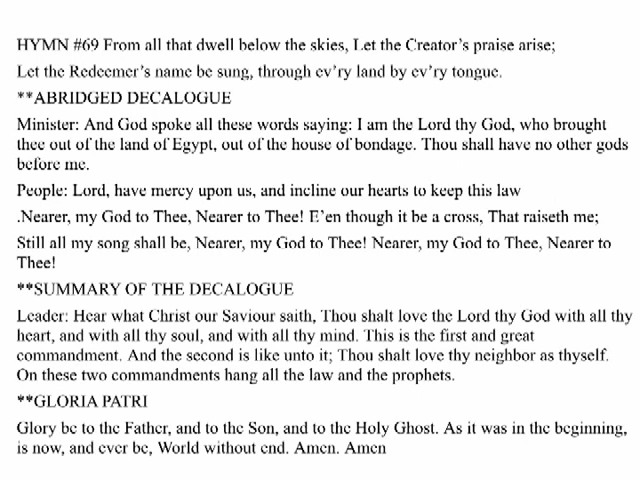 HYMN #69 From all that dwell below the skies, Let the Creator's praise arise;
Let the Redeemer's name be sung, through ev'ry land by ev'ry tongue.
**ABRIDGED DECALOGUE
Minister: And God spoke all these words saying: I am the Lord thy God, who brought
thee out of the land of Egypt, out of the house of bondage. Thou shall have no other gods
before me.
People: Lord, have mercy upon us, and incline our hearts to keep this law
.Nearer, my God to Thee, Nearer to Thee! E'en though it be a cross, That raiseth me;
Still all my song shall be, Nearer, my God to Thee! Nearer, my God to Thee, Nearer to
Thee!
**SUMMARY OF THE DECALOGUE
Leader: Hear what Christ our Saviour saith, Thou shalt love the Lord thy God with all thy
heart, and with all thy soul, and with all thy mind. This is the first and great
commandment. And the second is like unto it; Thou shalt love thy neighbor as thyself.
On these two commandments hang all the law and the prophets.
**GLORIA PATRI
Glory be to the Father, and to the Son, and to the Holy Ghost. As it was in the beginning,
is now, and ever be, World without end. Amen. Amen